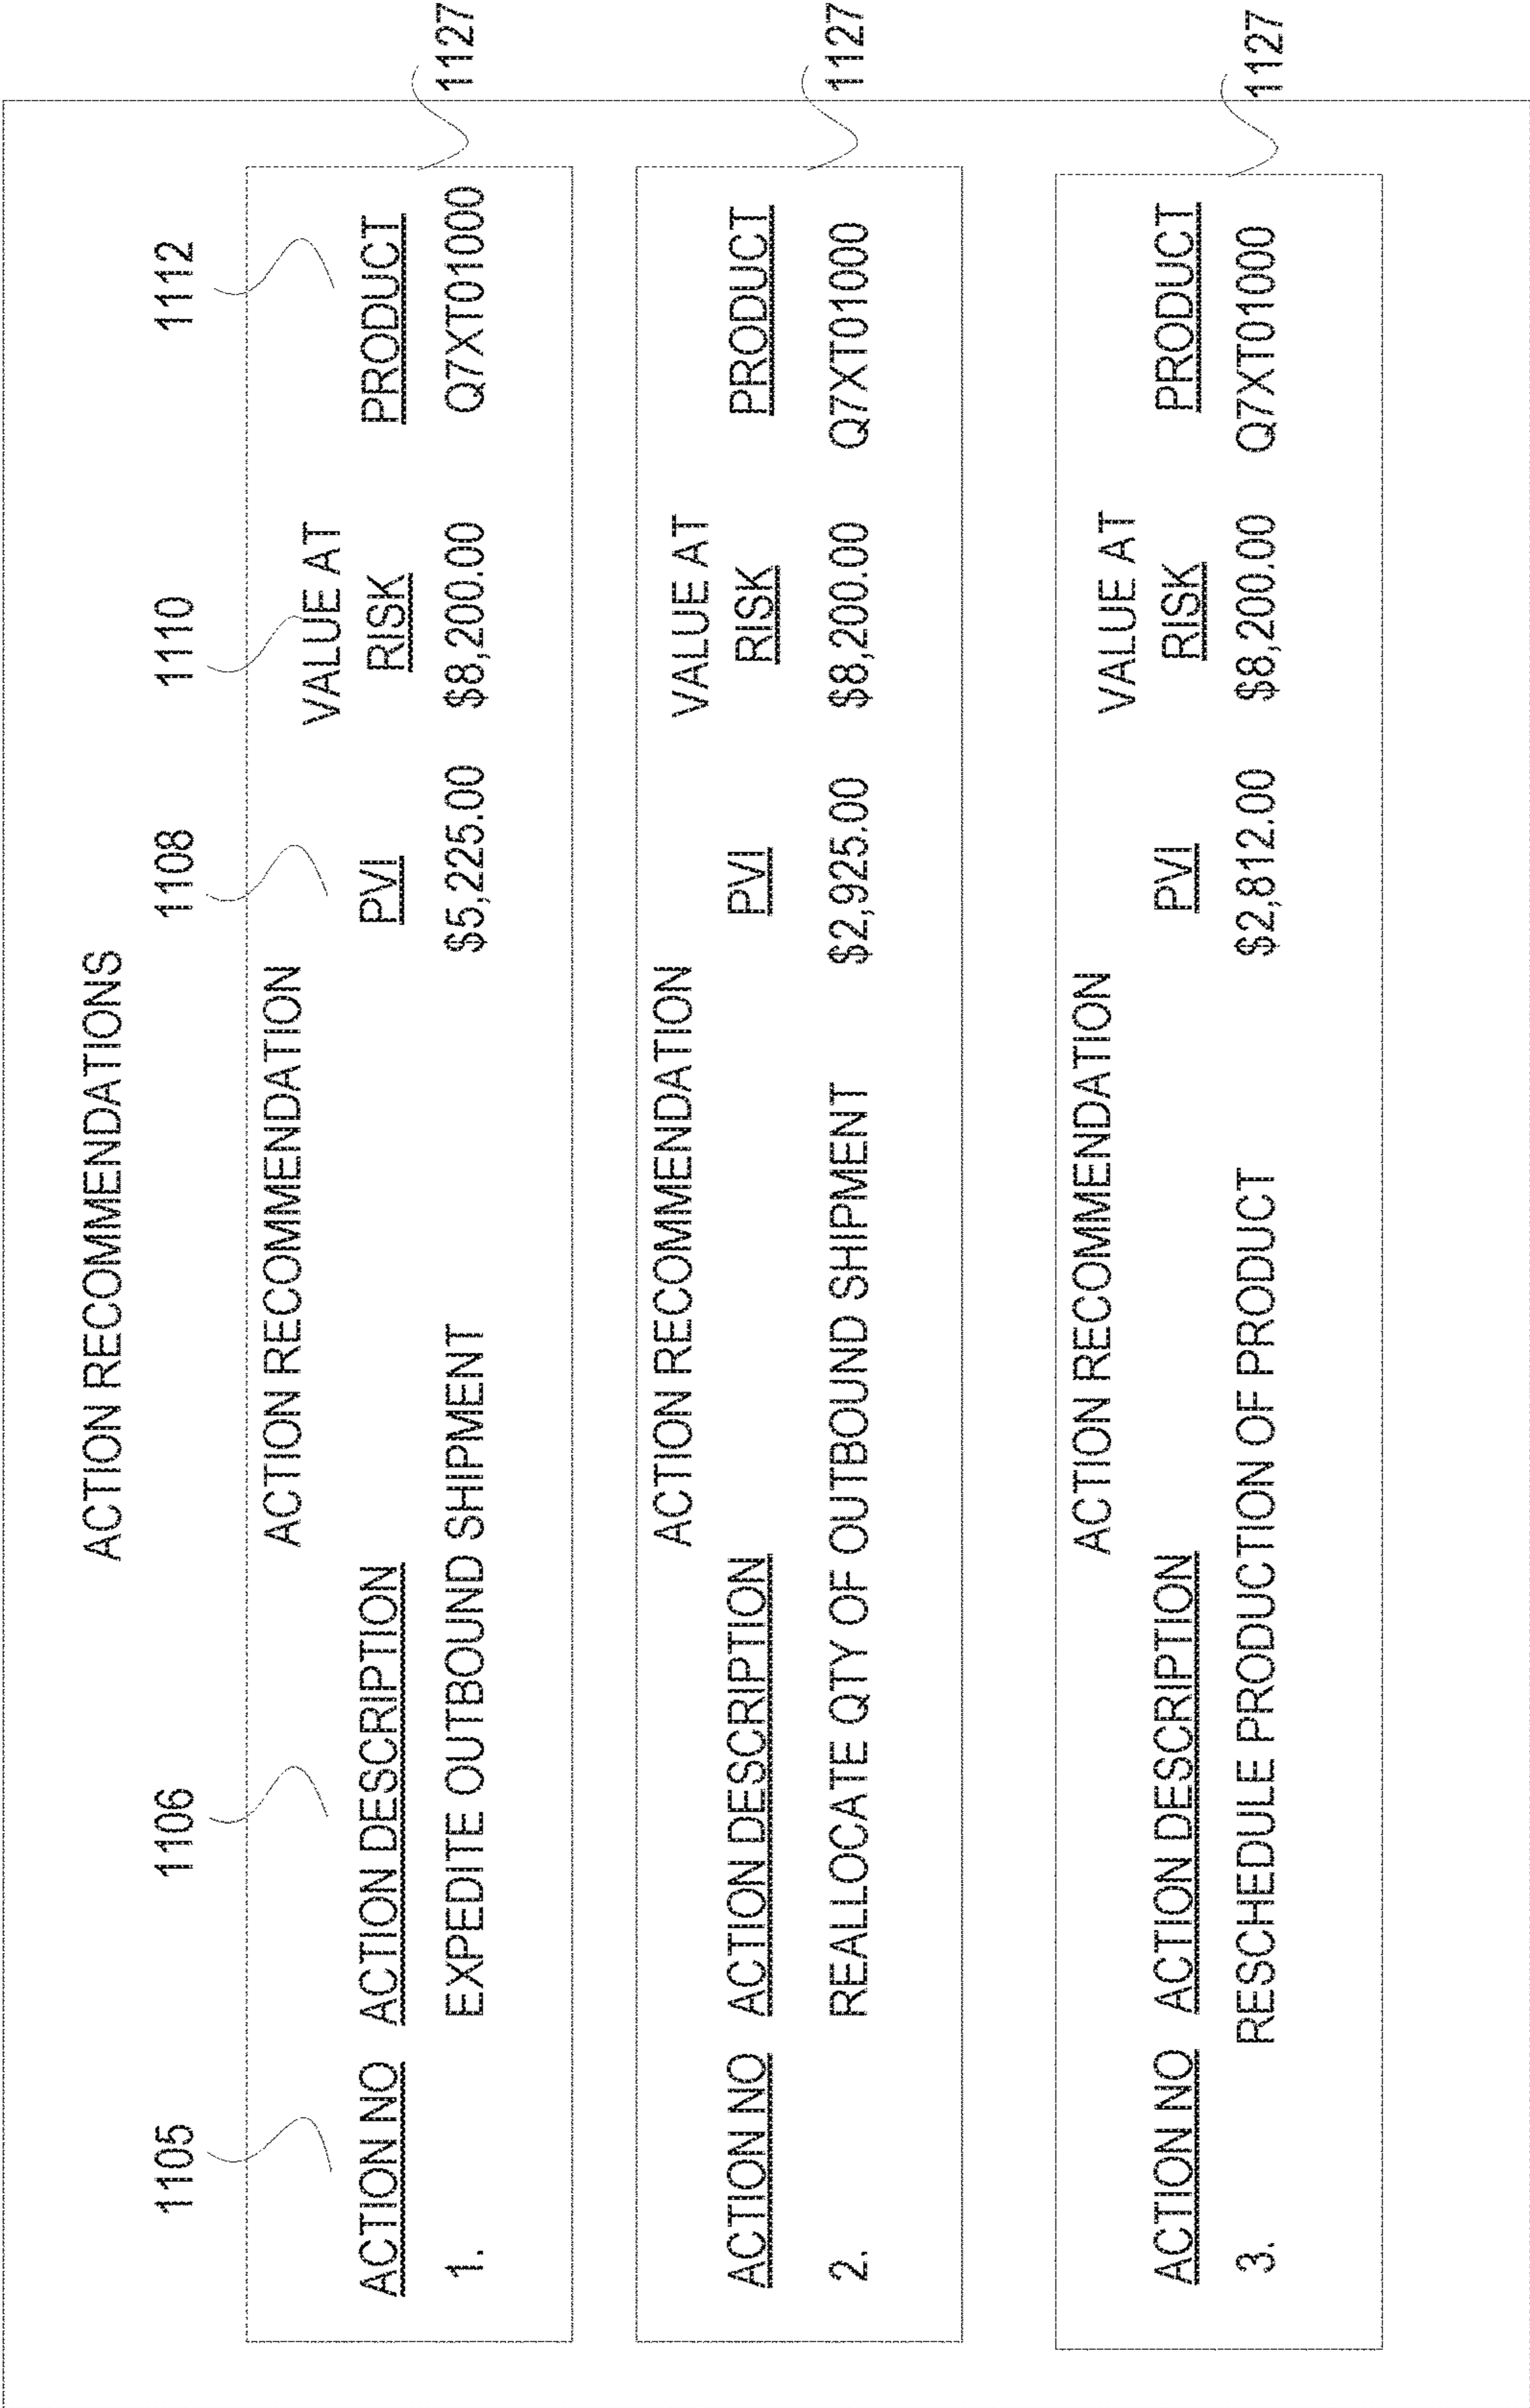 ACTION RECOMMENDATIONS
1105 1106 1108 1110 1112
ACTION RECOMMENDATION
VALUE AT
ACTION NO ACTION DESCRIPTION PVI RISK PRODUCT
1. EXPEDITE OUTBOUND SHIPMENT $5,225.00 $8,200.00 Q7XT01000
1127
ACTION RECOMMENDATION
VALUE AT
ACTION NO ACTION DESCRIPTION PVI RISK PRODUCT
2. REALLOCATE QTY OF OUTBOUND SHIPMENT $2,925.00 $8,200.00 Q7XT01000
1127
ACTION RECOMMENDATION
VALUE AT
ACTION NO ACTION DESCRIPTION PVI RISK PRODUCT
3. RESCHEDULE PRODUCTION OF PRODUCT $2,812.00 $8,200.00 Q7XT01000
1127